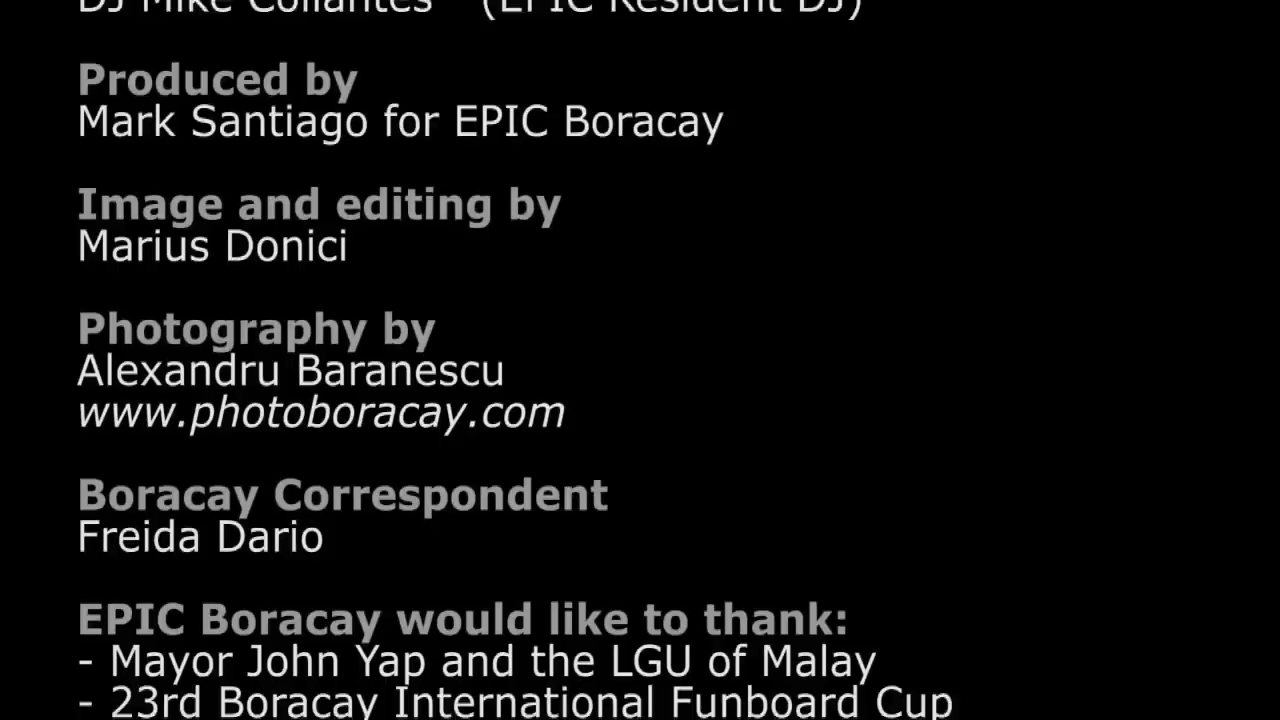 DJ Mike Collantes (EPIC Resident DJ)
Produced by
Mark Santiago for EPIC Boracay
Image and editing by
Marius Donici
Photography by
Alexandru Baranescu
www.photoboracay.com
Boracay Correspondent
Freida Dario
EPIC Boracay would like to thank:
- Mayor John Yap and the LGU of Malay
- 23rd Boracay International Funboard Cup